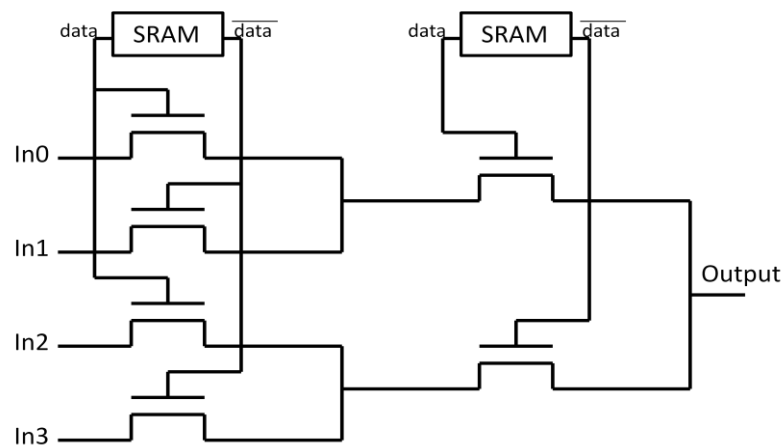 data SRAM data data SRAM data
In0
In1
Output
In2
In3